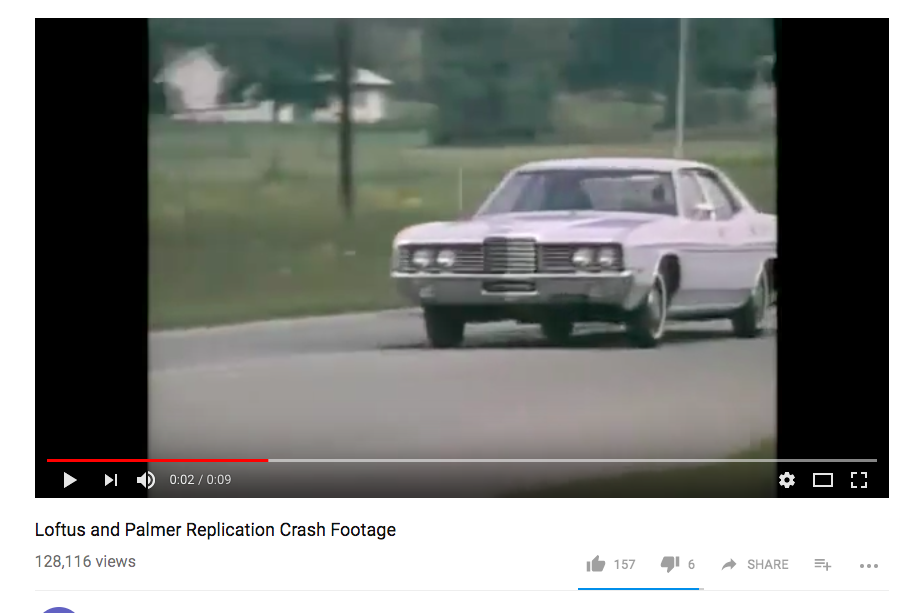 0:02 / 0:09
Loftus and Palmer Replication Crash Footage
128,116 views
157
6
SHARE